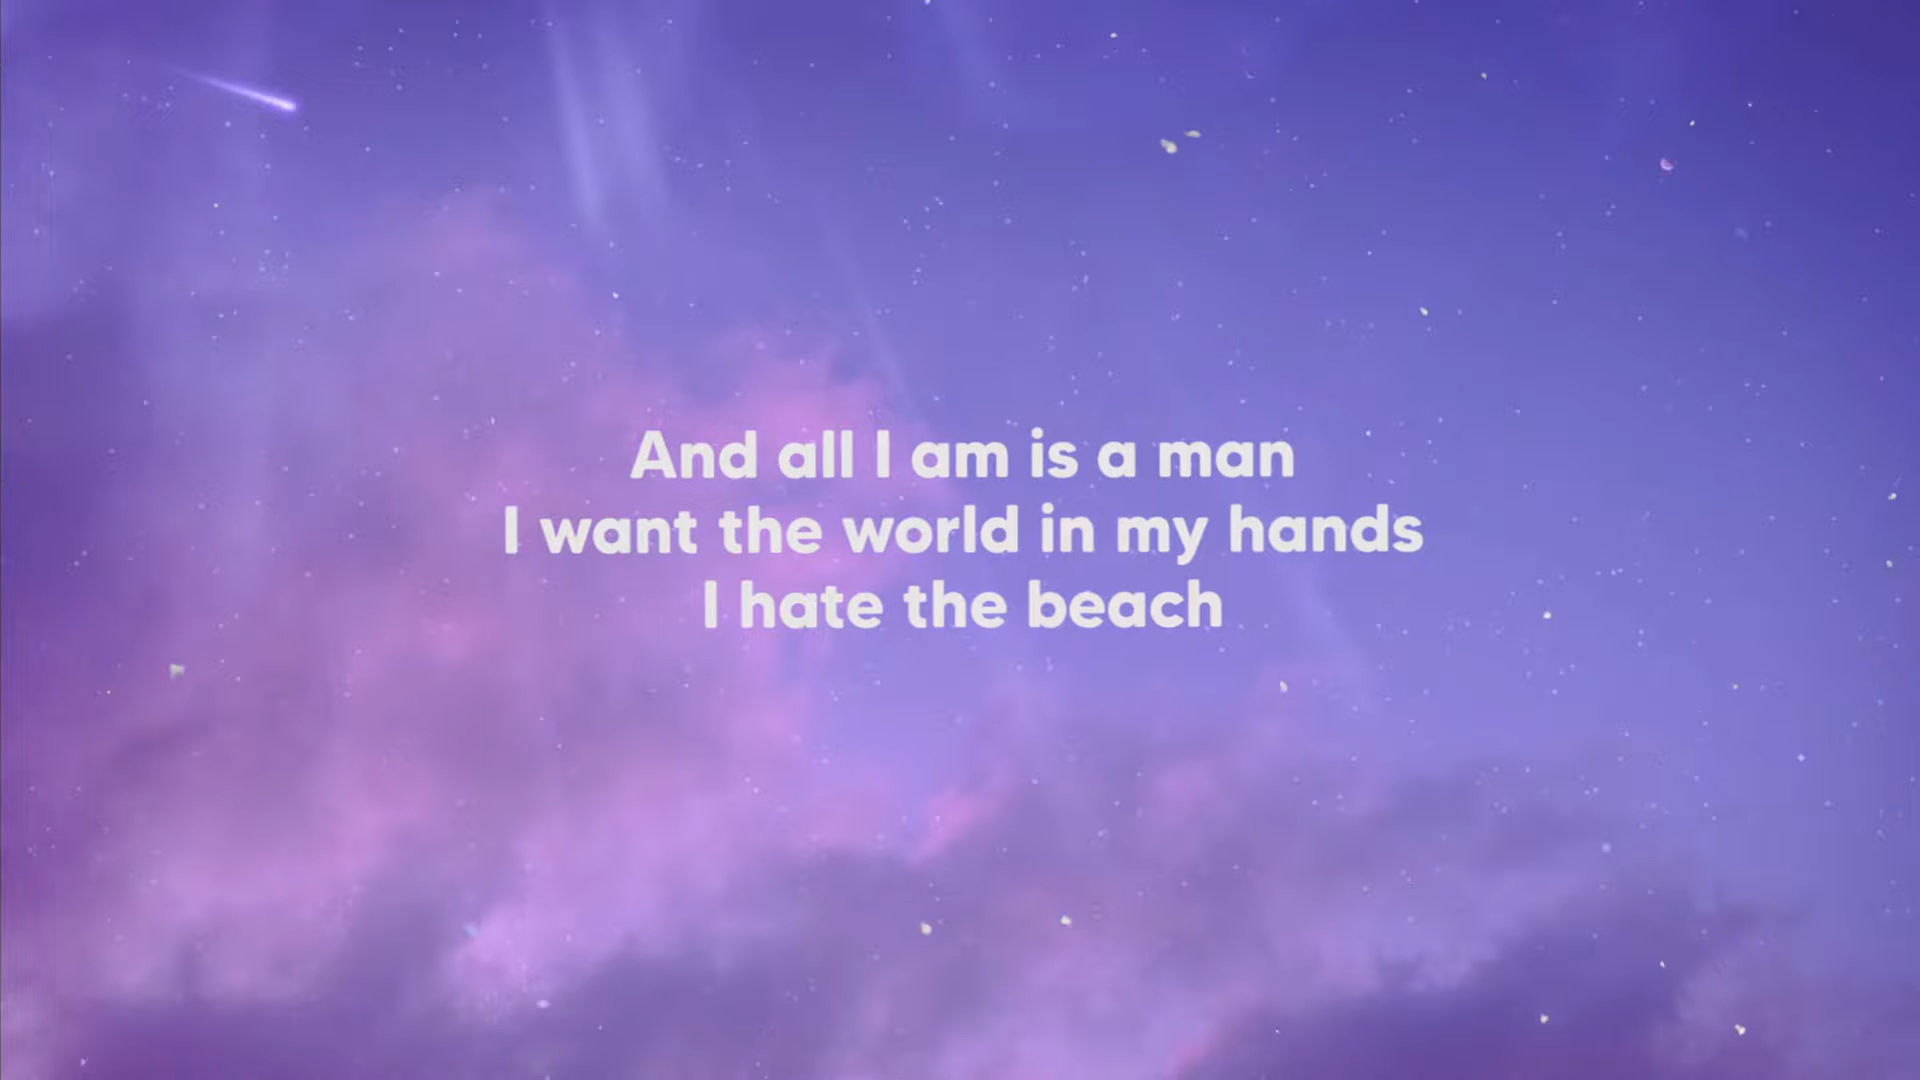 And all I am is a man
I want the world in my hands
I hate the beach